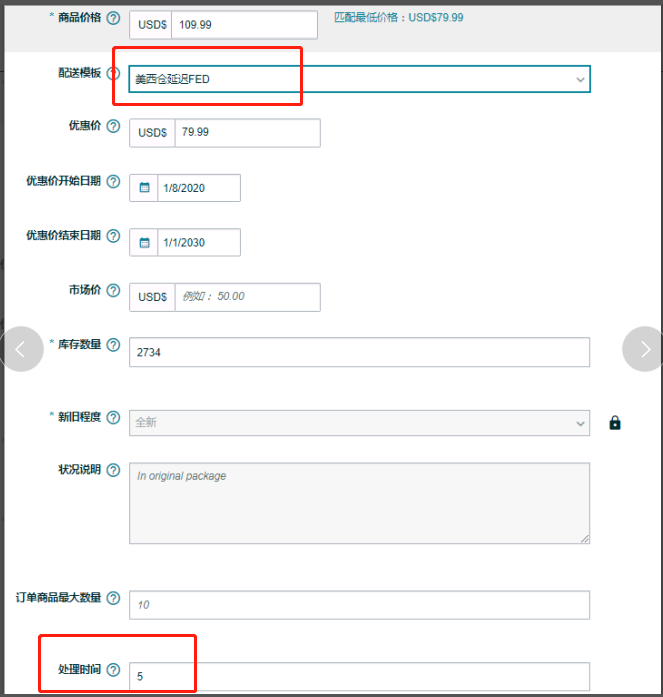 * 商品价格 ? USD$ 109.99 匹配最低价格：USD$79.99
配送模板 ? 美西仓延迟FED
优惠价 ? USD$ 79.99
优惠价开始日期 ? 1/8/2020
优惠价结束日期 ? 1/1/2030
市场价 ? USD$ 例如： 50.00
* 库存数量 ? 2734
* 新旧程度 ? 全新
状况说明 ? In original package
订单商品最大数量 ? 10
处理时间 ? 5